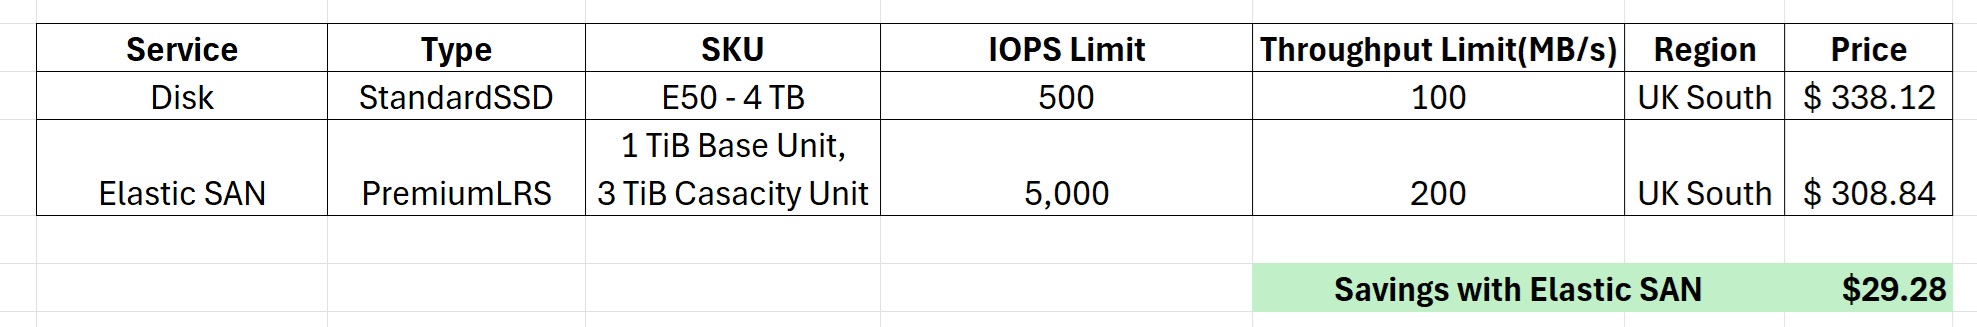 Service Type SKU IOPS Limit Throughput Limit(MB/s) Region Price
Disk StandardSSD E50 - 4 TB 500 100 UK South $ 338.12
1 TiB Base Unit,
Elastic SAN PremiumLRS 3 TiB Casacity Unit 5,000 200 UK South $ 308.84
Savings with Elastic SAN $29.28